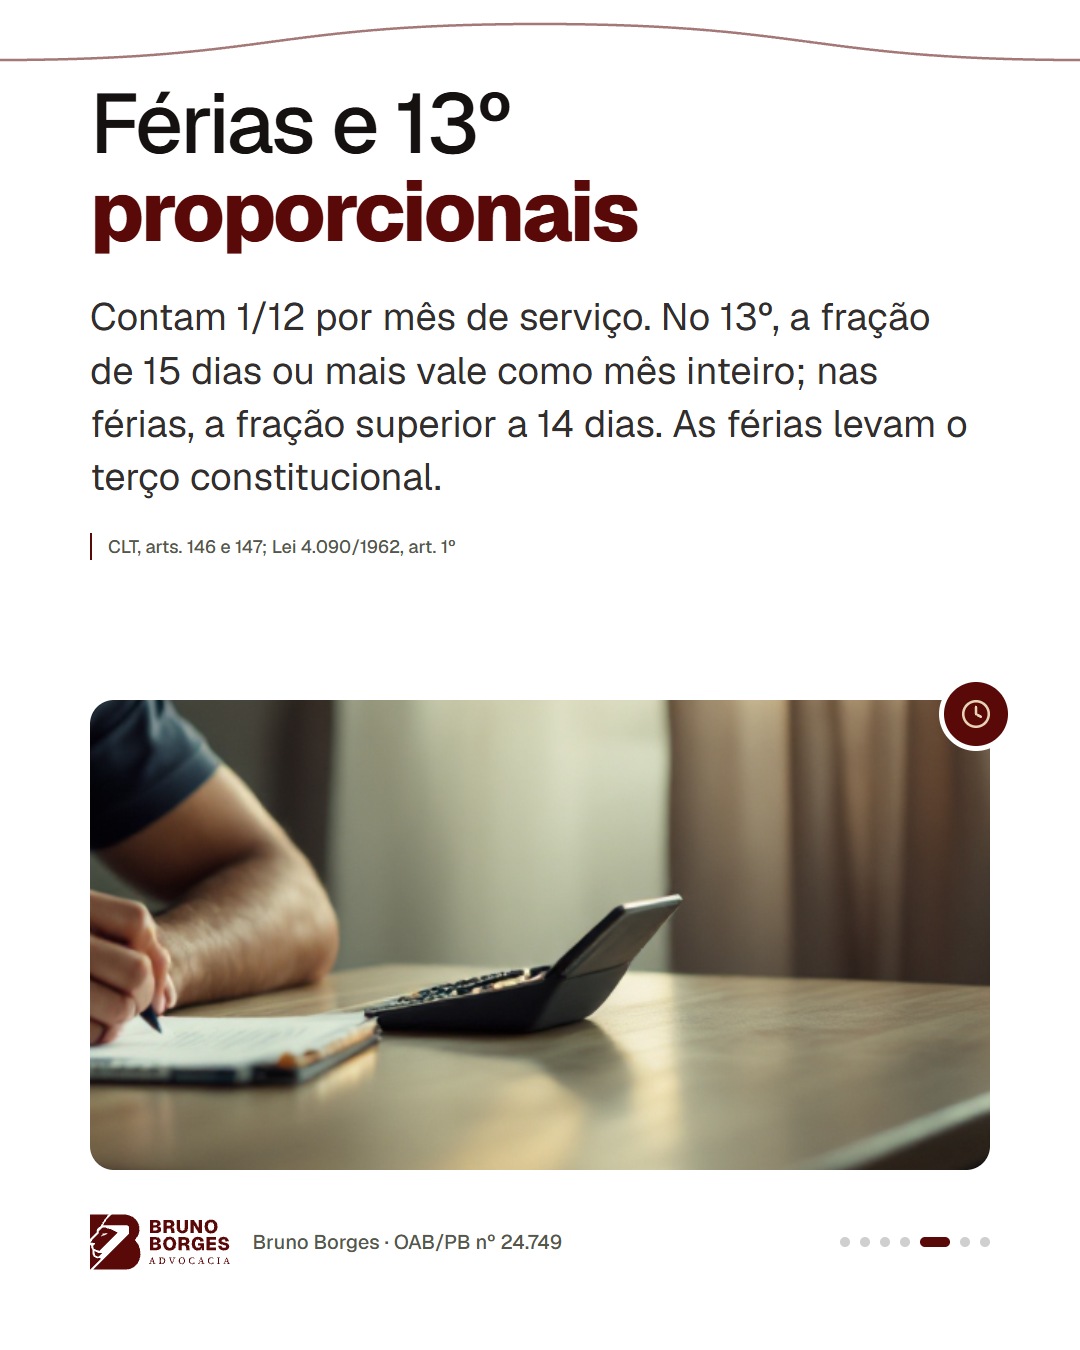 Férias e 13º
proporcionais
Contam 1/12 por mês de serviço. No 13º, a fração
de 15 dias ou mais vale como mês inteiro; nas
férias, a fração superior a 14 dias. As férias levam o
terço constitucional.
CLT, arts. 146 e 147; Lei 4.090/1962, art. 1º
BRUNO
BORGES
ADVOCACIA
Bruno Borges · OAB/PB nº 24.749